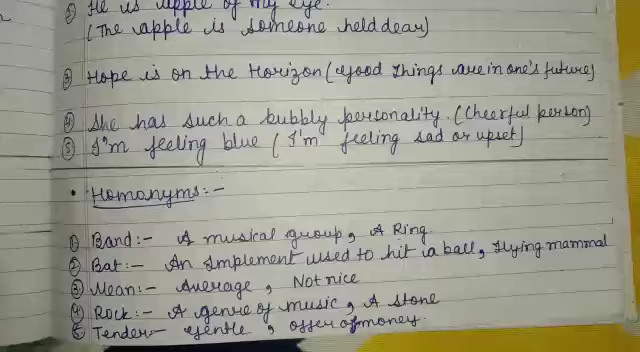 ② He is apple of my eye.
(The apple is someone held dear)
③ Hope is on the Horizon (Good things are in one's future)
④ She has such a bubbly personality. (Cheerful person)
⑤ I'm feeling blue (I'm feeling sad or upset)
• Homonyms:-
① Band:- A musical group, A Ring
② Bat:- An Implement used to hit a ball, Flying mammal
③ Mean:- Average, Not nice
④ Rock:- A genre of music, A stone
⑤ Tender:- Gentle, offer of money.